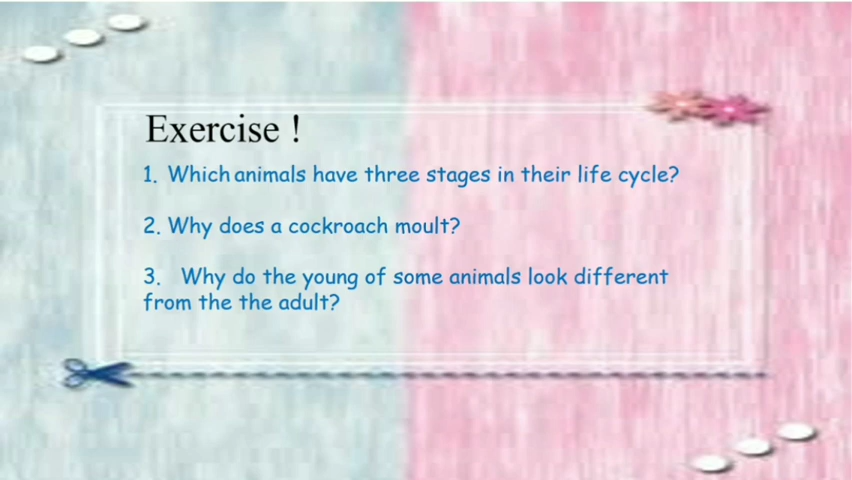 Exercise !
1. Which animals have three stages in their life cycle?
2. Why does a cockroach moult?
3. Why do the young of some animals look different
from the the adult?